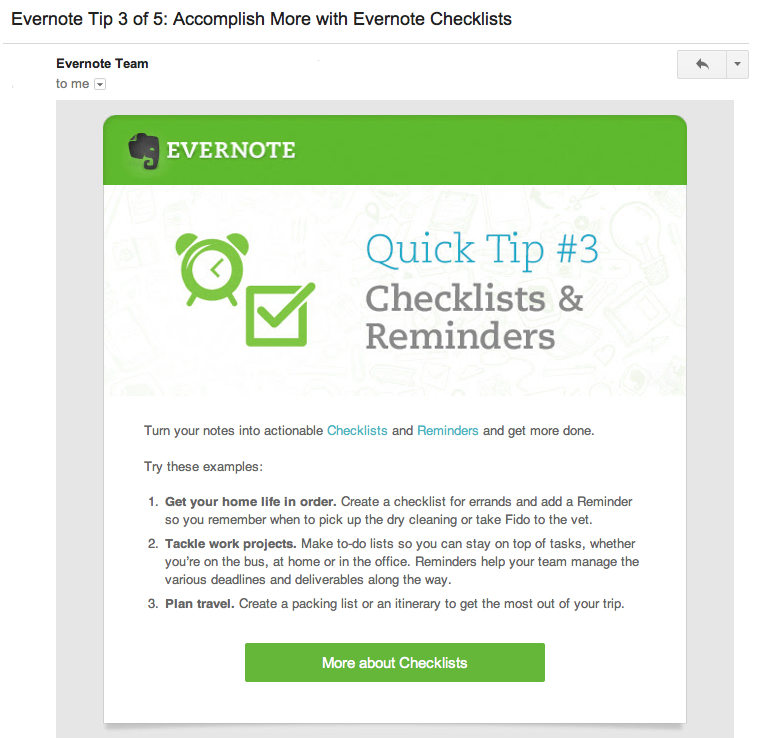 Evernote Tip 3 of 5: Accomplish More with Evernote Checklists
Evernote Team
to me
EVERNOTE
Quick Tip #3
Checklists &
Reminders
Turn your notes into actionable Checklists and Reminders and get more done.
Try these examples:
1. Get your home life in order. Create a checklist for errands and add a Reminder
so you remember when to pick up the dry cleaning or take Fido to the vet.
2. Tackle work projects. Make to-do lists so you can stay on top of tasks, whether
you're on the bus, at home or in the office. Reminders help your team manage the
various deadlines and deliverables along the way.
3. Plan travel. Create a packing list or an itinerary to get the most out of your trip.
More about Checklists